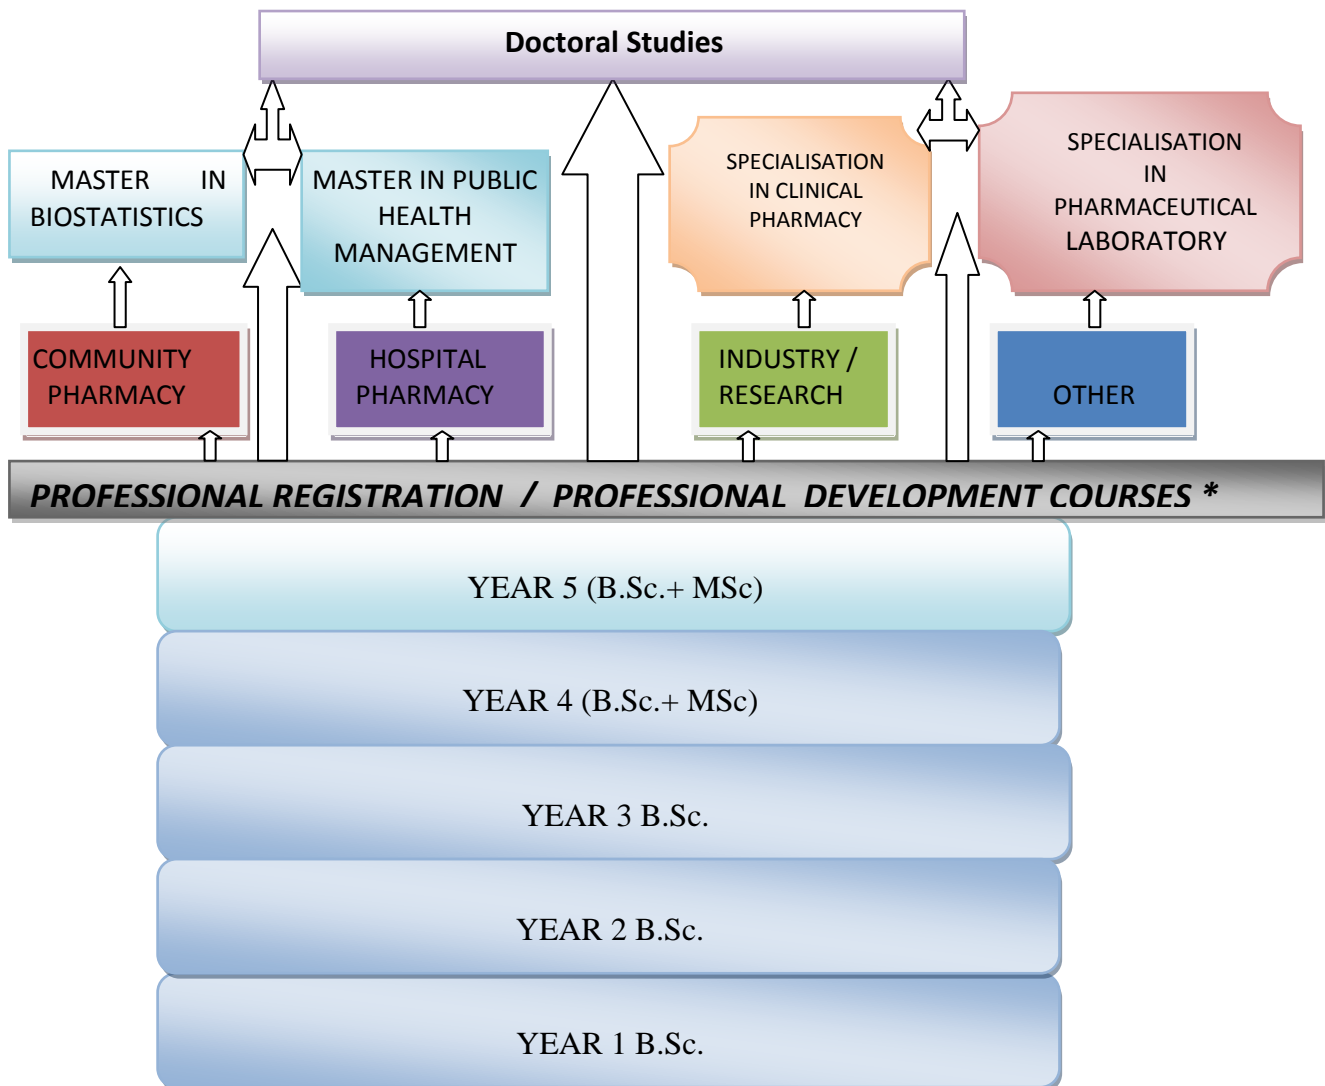 Doctoral Studies
MASTER IN
BIOSTATISTICS
MASTER IN PUBLIC
HEALTH
MANAGEMENT
SPECIALISATION
IN CLINICAL
PHARMACY
SPECIALISATION
IN
PHARMACEUTICAL
LABORATORY
COMMUNITY
PHARMACY
HOSPITAL
PHARMACY
INDUSTRY /
RESEARCH
OTHER
PROFESSIONAL REGISTRATION / PROFESSIONAL DEVELOPMENT COURSES *
YEAR 5 (B.Sc.+ MSc)
YEAR 4 (B.Sc.+ MSc)
YEAR 3 B.Sc.
YEAR 2 B.Sc.
YEAR 1 B.Sc.